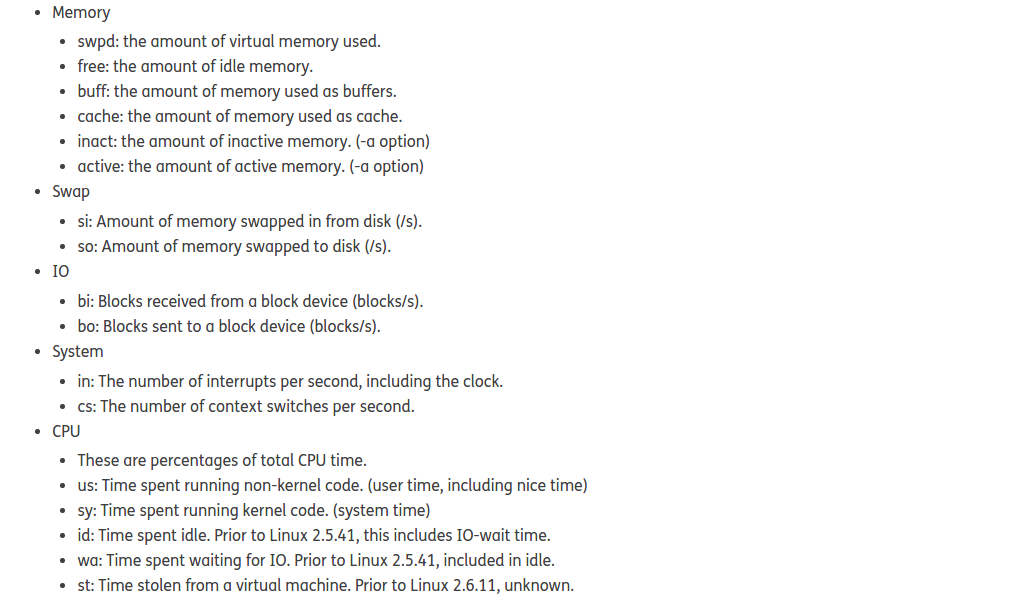 • Memory
• swpd: the amount of virtual memory used.
• free: the amount of idle memory.
• buff: the amount of memory used as buffers.
• cache: the amount of memory used as cache.
• inact: the amount of inactive memory. (-a option)
• active: the amount of active memory. (-a option)
• Swap
• si: Amount of memory swapped in from disk (/s).
• so: Amount of memory swapped to disk (/s).
• IO
• bi: Blocks received from a block device (blocks/s).
• bo: Blocks sent to a block device (blocks/s).
• System
• in: The number of interrupts per second, including the clock.
• cs: The number of context switches per second.
• CPU
• These are percentages of total CPU time.
• us: Time spent running non-kernel code. (user time, including nice time)
• sy: Time spent running kernel code. (system time)
• id: Time spent idle. Prior to Linux 2.5.41, this includes IO-wait time.
• wa: Time spent waiting for IO. Prior to Linux 2.5.41, included in idle.
• st: Time stolen from a virtual machine. Prior to Linux 2.6.11, unknown.